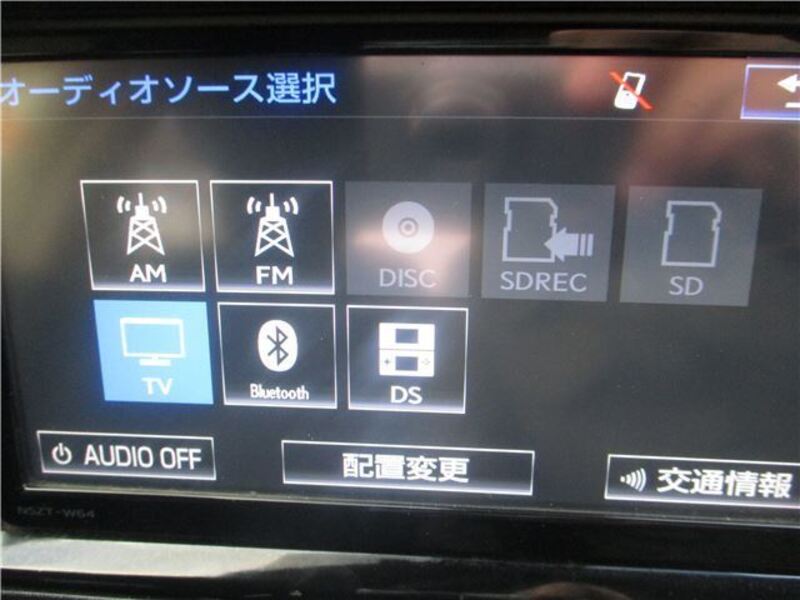 オーディオソース選択
AM
FM
DISC
SDREC
SD
TV
Bluetooth
DS
AUDIO OFF
配置変更
交通情報
NSZT-W64